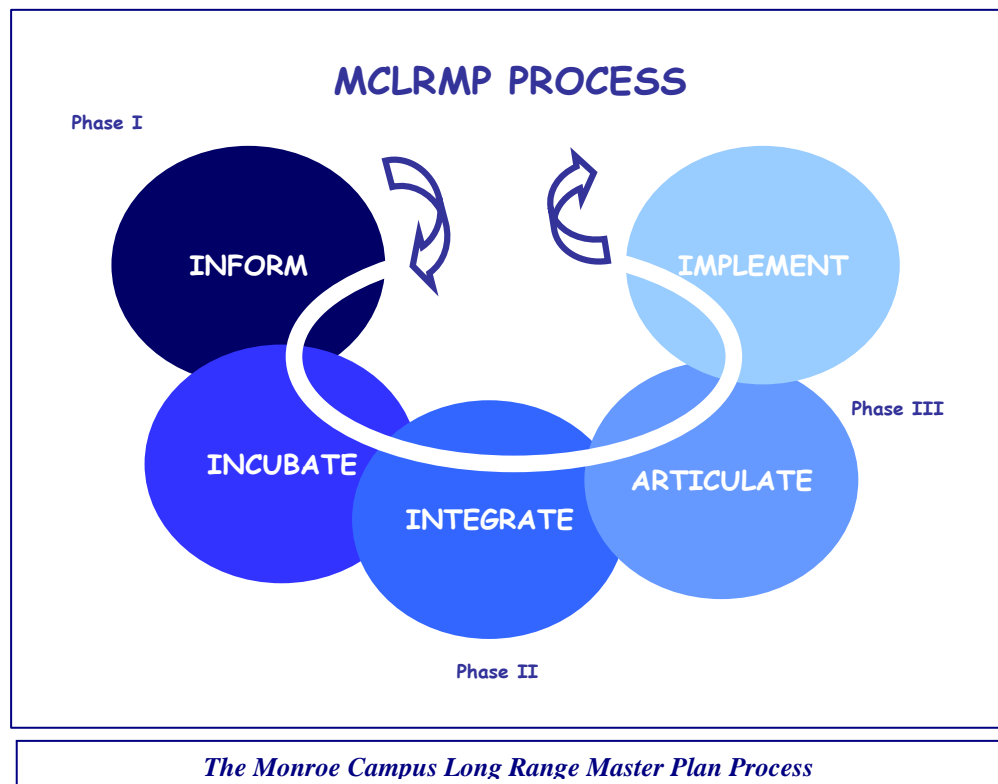 MCLRMP PROCESS
Phase I
INFORM
IMPLEMENT
Phase III
INCUBATE
ARTICULATE
INTEGRATE
Phase II
The Monroe Campus Long Range Master Plan Process